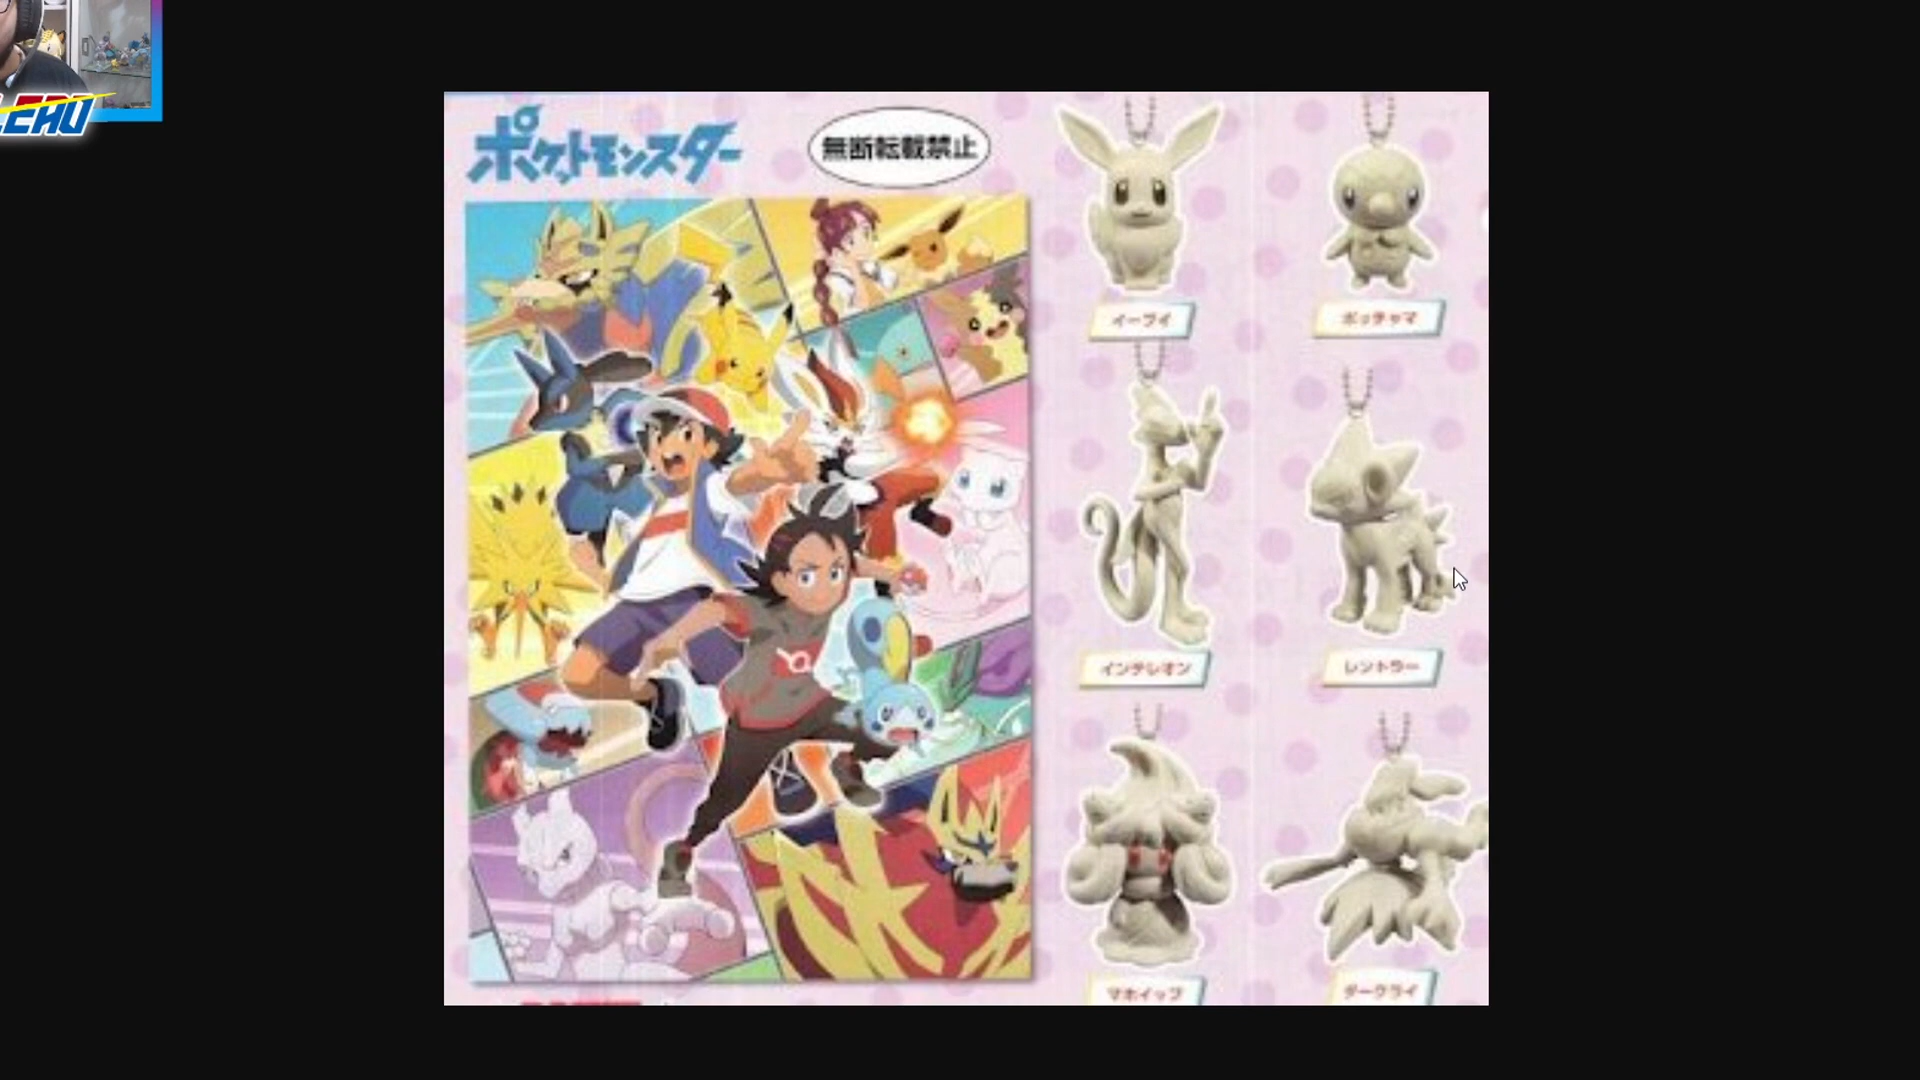 ポケットモンスター
無断転載禁止
イーブイ
ポッチャマ
インテレオン
レントラー
マホイップ
ダークライ